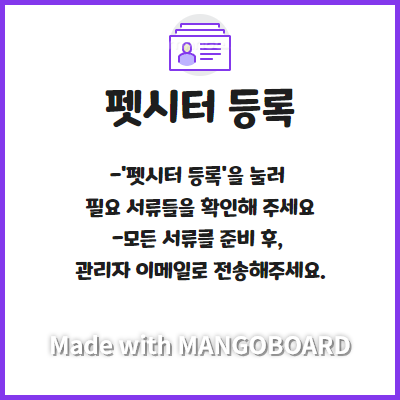 펫시터 등록
-'펫시터 등록'을 눌러
필요 서류들을 확인해 주세요
-모든 서류를 준비 후,
관리자 이메일로 전송해주세요.
Made with MANGOBOARD